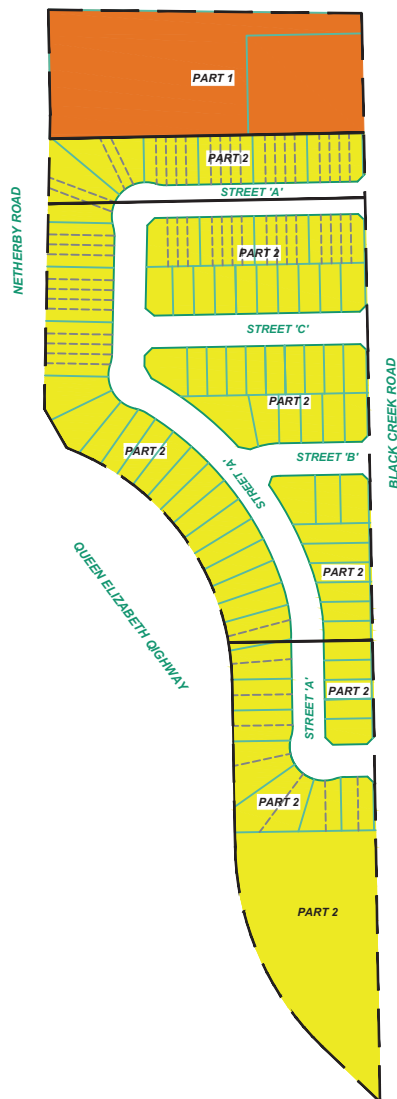 PART 1
PART 2
STREET 'A'
NETHERBY ROAD
PART 2
STREET 'C'
BLACK CREEK ROAD
PART 2
PART 2
STREET 'B'
STREET 'A'
QUEEN ELIZABETH QIGHWAY
PART 2
PART 2
STREET 'A'
PART 2
PART 2